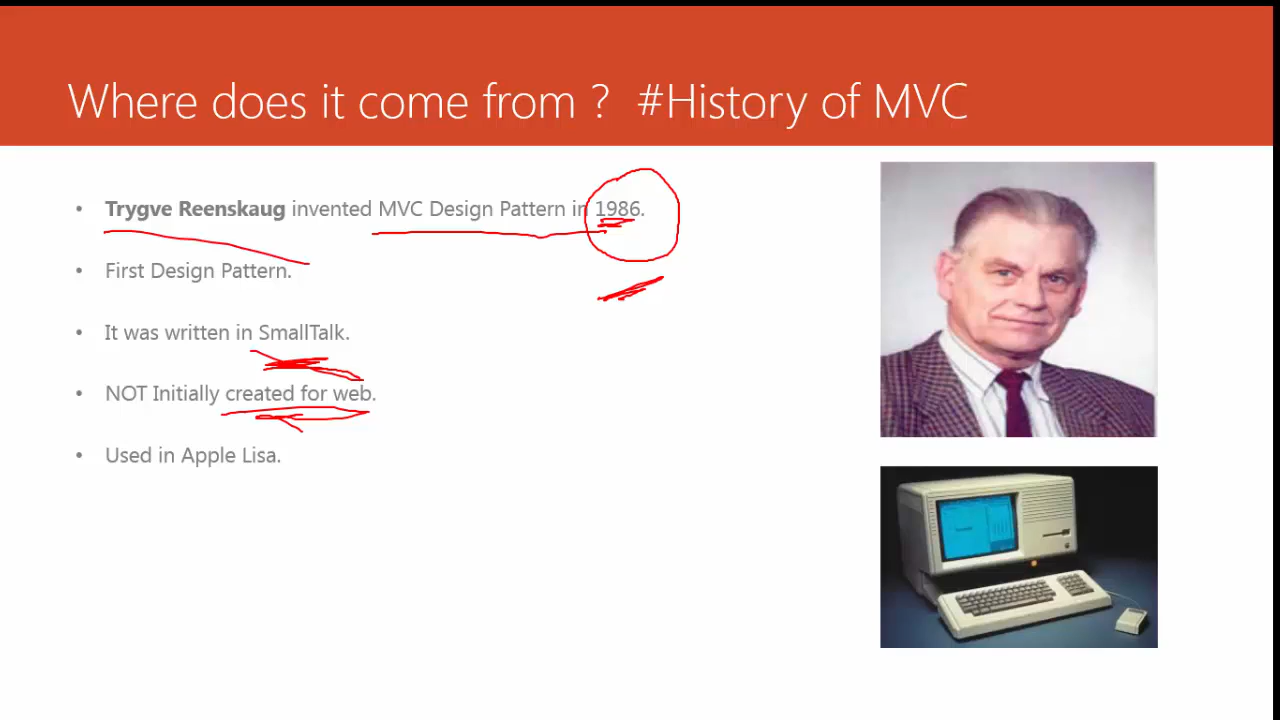 Where does it come from ? #History of MVC
• Trygve Reenskaug invented MVC Design Pattern in 1986.
• First Design Pattern.
• It was written in SmallTalk.
• NOT Initially created for web.
• Used in Apple Lisa.